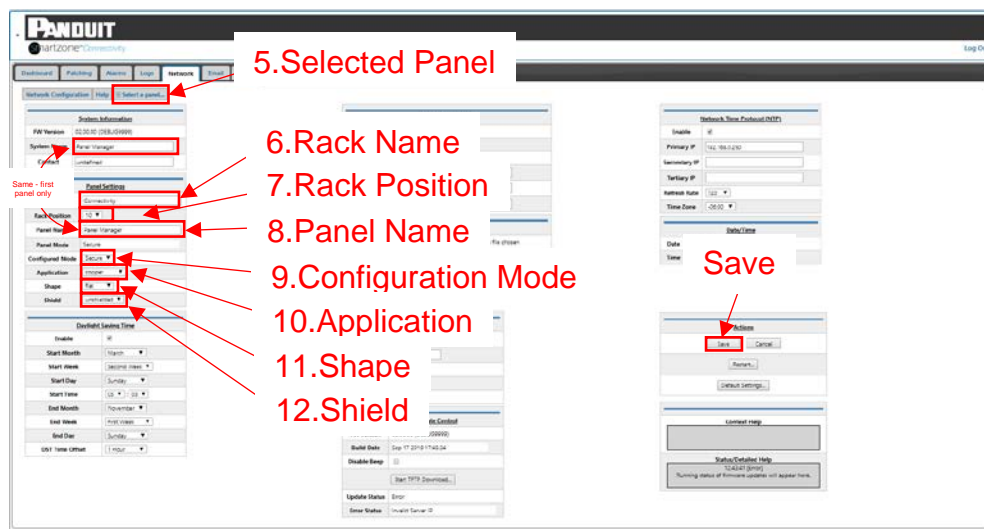 PANDUIT
Connectivity
Log O
Dashboard Patching Alarms Logs Network Email
Network Configuration Help Select a panel...
5.Selected Panel
System Information
FW Version
System Name Panel Manager
Contact undefined
Same - first
panel only
Panel Settings
Connectivity
Rack Position 10
Panel Name Panel Manager
Panel Mode Secure
Configured Mode Secure
Application copper
Shape flat
Shield unshielded
6.Rack Name
7.Rack Position
8.Panel Name
9.Configuration Mode
10.Application
11.Shape
12.Shield
Daylight Saving Time
Enable
Start Month March
Start Week Second Week
Start Day Sunday
Start Time
End Month November
End Week First Week
End Day Sunday
DST Time Offset 1 Hour
file chosen
Build Date
Disable Beep
Start TFTP Download...
Update Status Error
Error Status Invalid Server IP
Network Time Protocol (NTP)
Enable
Primary IP
Secondary IP
Tertiary IP
Refresh Rate
Time Zone -06:00
Date/Time
Date
Time
Save
Actions
Save Cancel
Restart...
Default Settings...
Context Help
Status/Detailed Help
Running status of firmware updates will appear here.